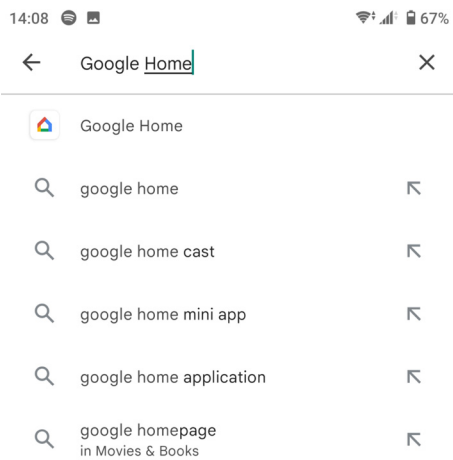 14:08 67%
Google Home
Google Home
google home
google home cast
google home mini app
google home application
google homepage
in Movies & Books